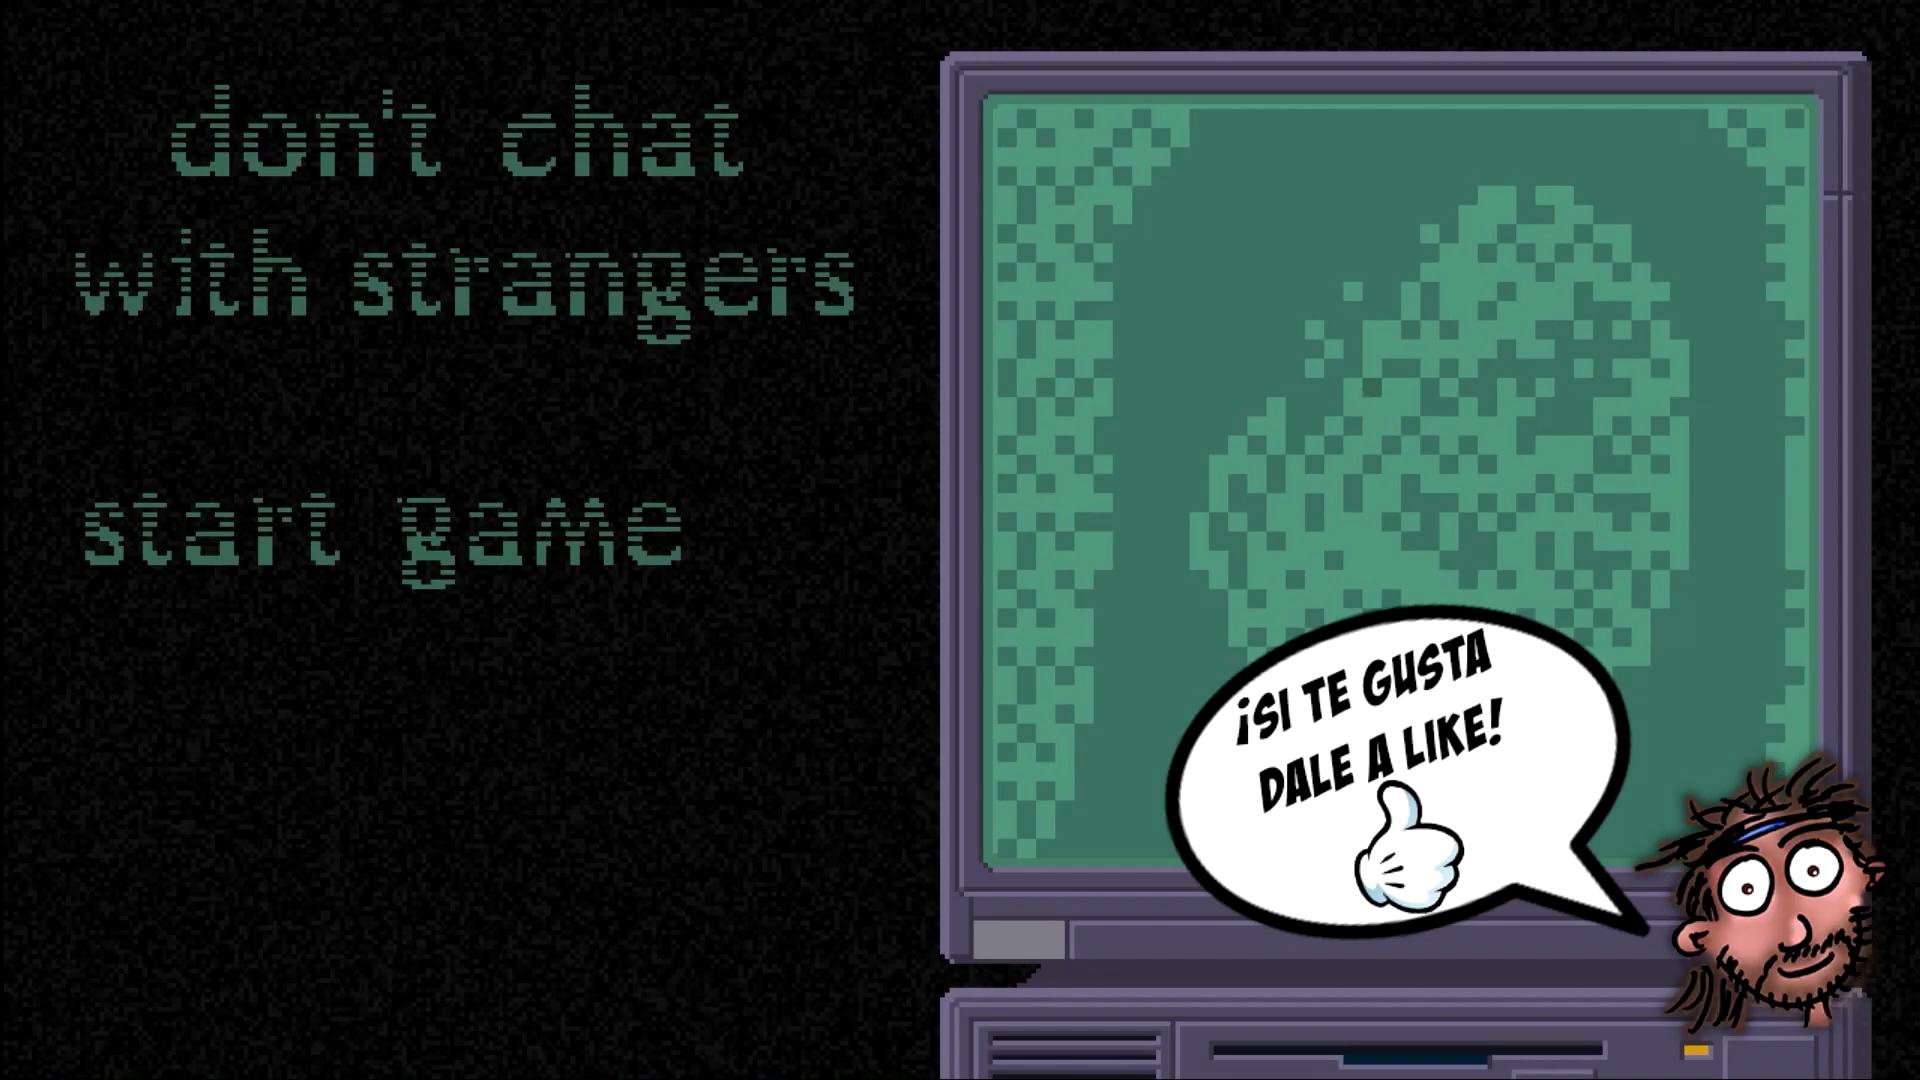 don't chat
with strangers
start game
¡SI TE GUSTA
DALE A LIKE!